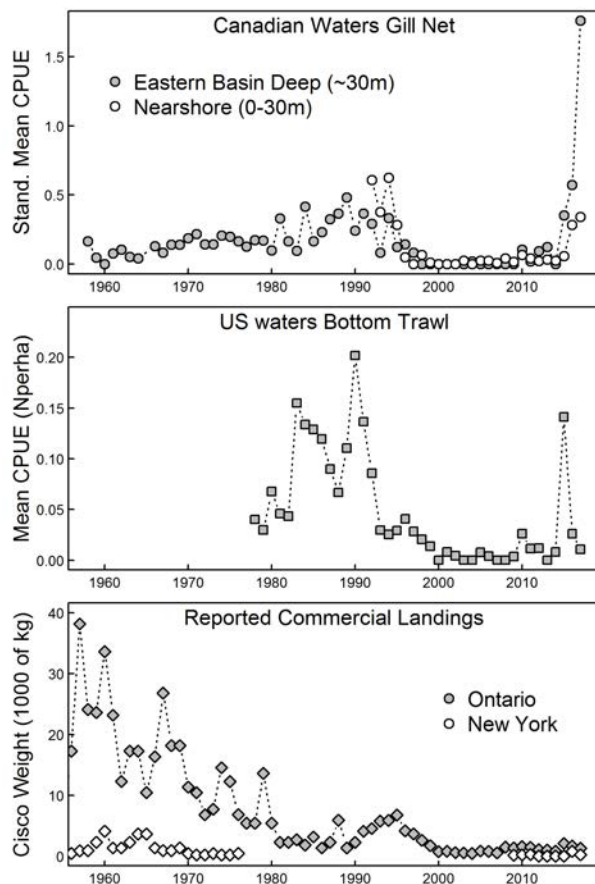 Canadian Waters Gill Net
Eastern Basin Deep (~30m)
Nearshore (0-30m)
Stand. Mean CPUE
1.5
1.0
0.5
0.0
1960 1970 1980 1990 2000 2010
US waters Bottom Trawl
Mean CPUE (Nperha)
0.20
0.15
0.10
0.05
0.00
1960 1970 1980 1990 2000 2010
Reported Commercial Landings
Ontario
New York
Cisco Weight (1000 of kg)
40
30
20
10
0
1960 1970 1980 1990 2000 2010